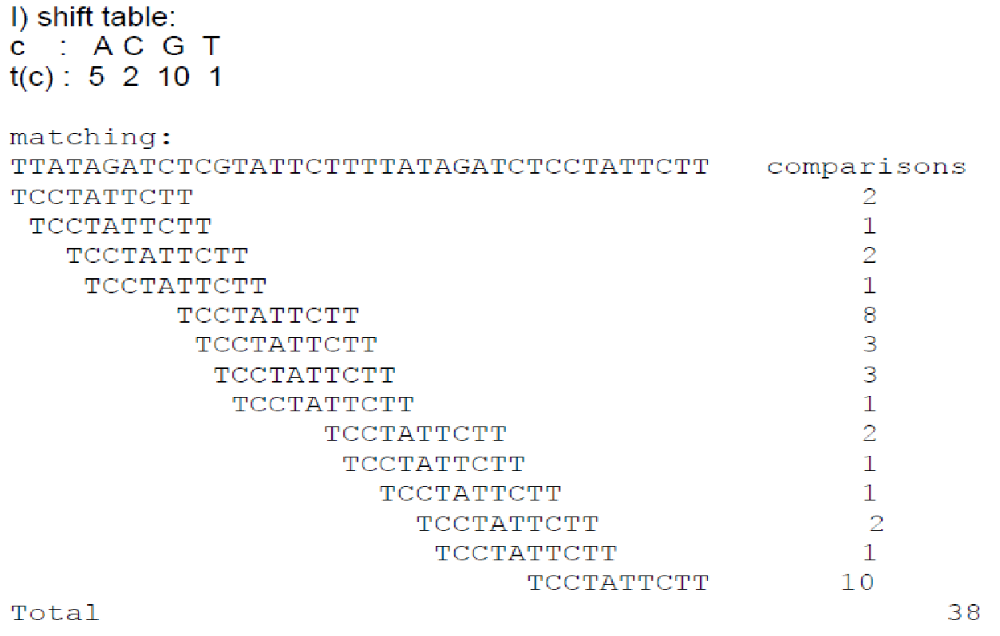 I) shift table:
c : A C G T
t(c) : 5 2 10 1
matching:
TTATAGATCTCGTATTCTTTTATAGATCTCCTATTCTT comparisons
TCCTATTCTT 2
TCCTATTCTT 1
TCCTATTCTT 2
TCCTATTCTT 1
TCCTATTCTT 8
TCCTATTCTT 3
TCCTATTCTT 3
TCCTATTCTT 1
TCCTATTCTT 2
TCCTATTCTT 1
TCCTATTCTT 1
TCCTATTCTT 2
TCCTATTCTT 1
TCCTATTCTT 10
Total 38